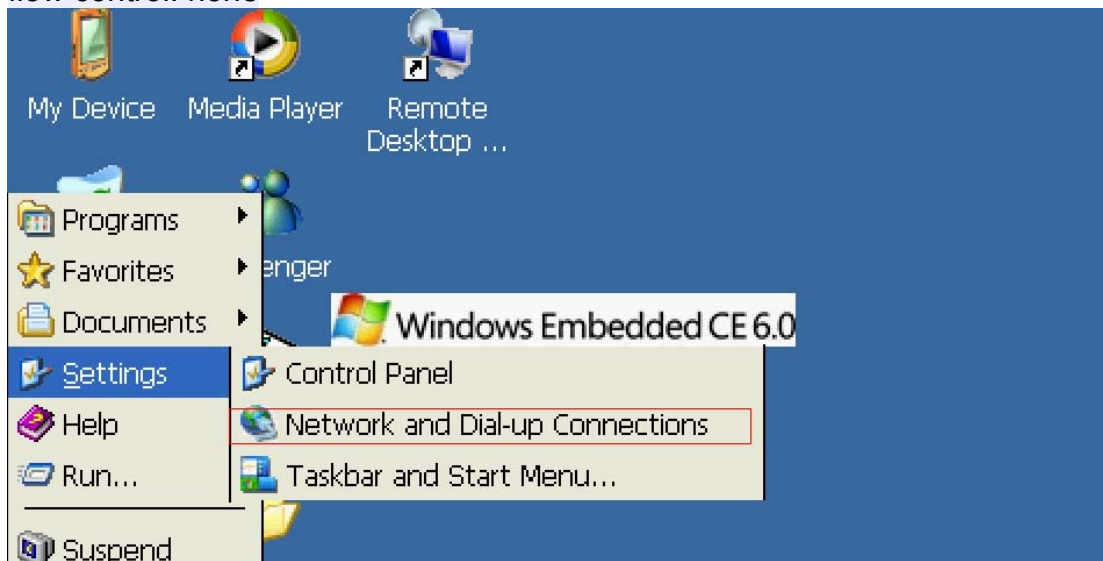 My Device Media Player Remote
Desktop ...
Programs
Favorites enger
Documents
Windows Embedded CE 6.0
Settings Control Panel
Help Network and Dial-up Connections
Run... Taskbar and Start Menu...
Suspend